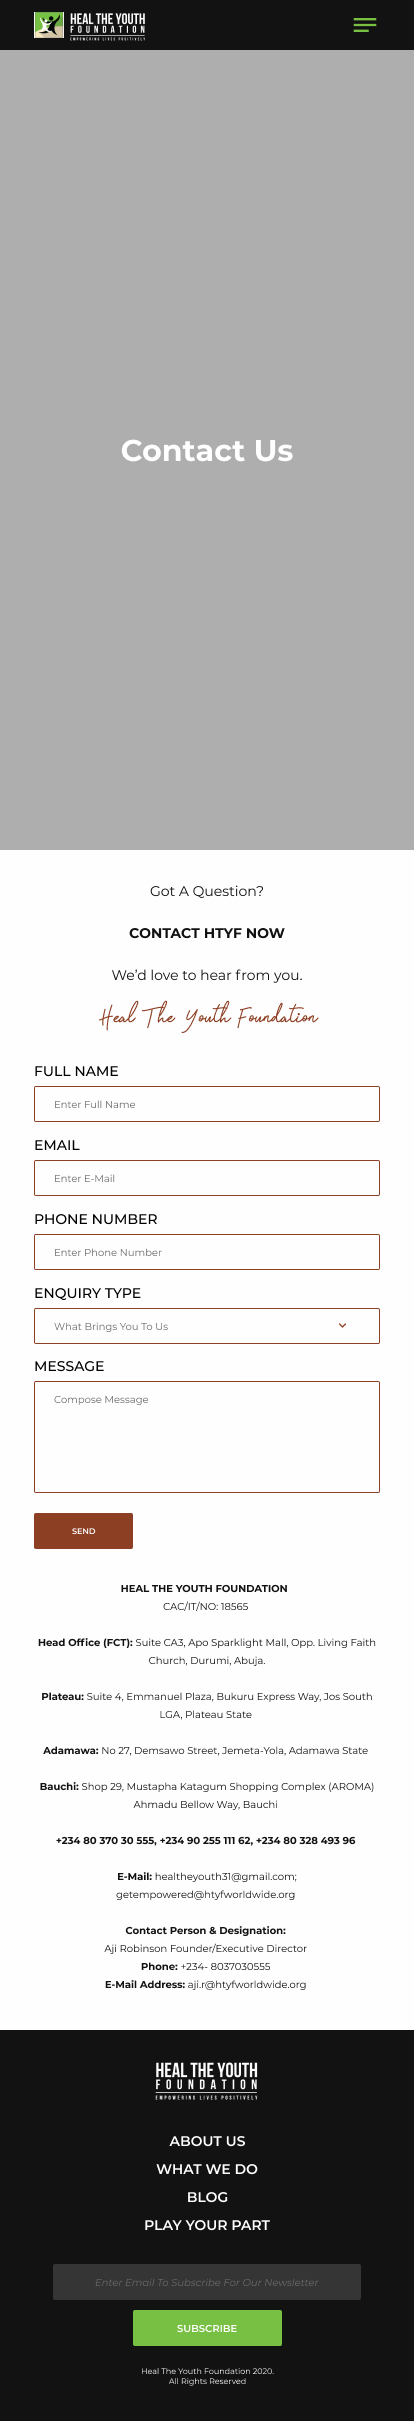 HEAL THE YOUTH
FOUNDATION
EMPOWERING LIVES POSITIVELY
Contact Us
Got A Question?
CONTACT HTYF NOW
We’d love to hear from you.
Heal The Youth Foundation
FULL NAME
Enter Full Name
EMAIL
Enter E-Mail
PHONE NUMBER
Enter Phone Number
ENQUIRY TYPE
What Brings You To Us
MESSAGE
Compose Message
SEND
HEAL THE YOUTH FOUNDATION
CAC/IT/NO: 18565
Head Office (FCT): Suite CA3, Apo Sparklight Mall, Opp. Living Faith
Church, Durumi, Abuja.
Plateau: Suite 4, Emmanuel Plaza, Bukuru Express Way, Jos South
LGA, Plateau State
Adamawa: No 27, Demsawo Street, Jemeta-Yola, Adamawa State
Bauchi: Shop 29, Mustapha Katagum Shopping Complex (AROMA)
Ahmadu Bellow Way, Bauchi
+234 80 370 30 555, +234 90 255 111 62, +234 80 328 493 96
E-Mail: healtheyouth31@gmail.com;
getempowered@htyfworldwide.org
Contact Person & Designation:
Aji Robinson Founder/Executive Director
Phone: +234- 8037030555
E-Mail Address: aji.r@htyfworldwide.org
HEAL THE YOUTH
FOUNDATION
EMPOWERING LIVES POSITIVELY
ABOUT US
WHAT WE DO
BLOG
PLAY YOUR PART
Enter Email To Subscribe For Our Newsletter
SUBSCRIBE
Heal The Youth Foundation 2020.
All Rights Reserved